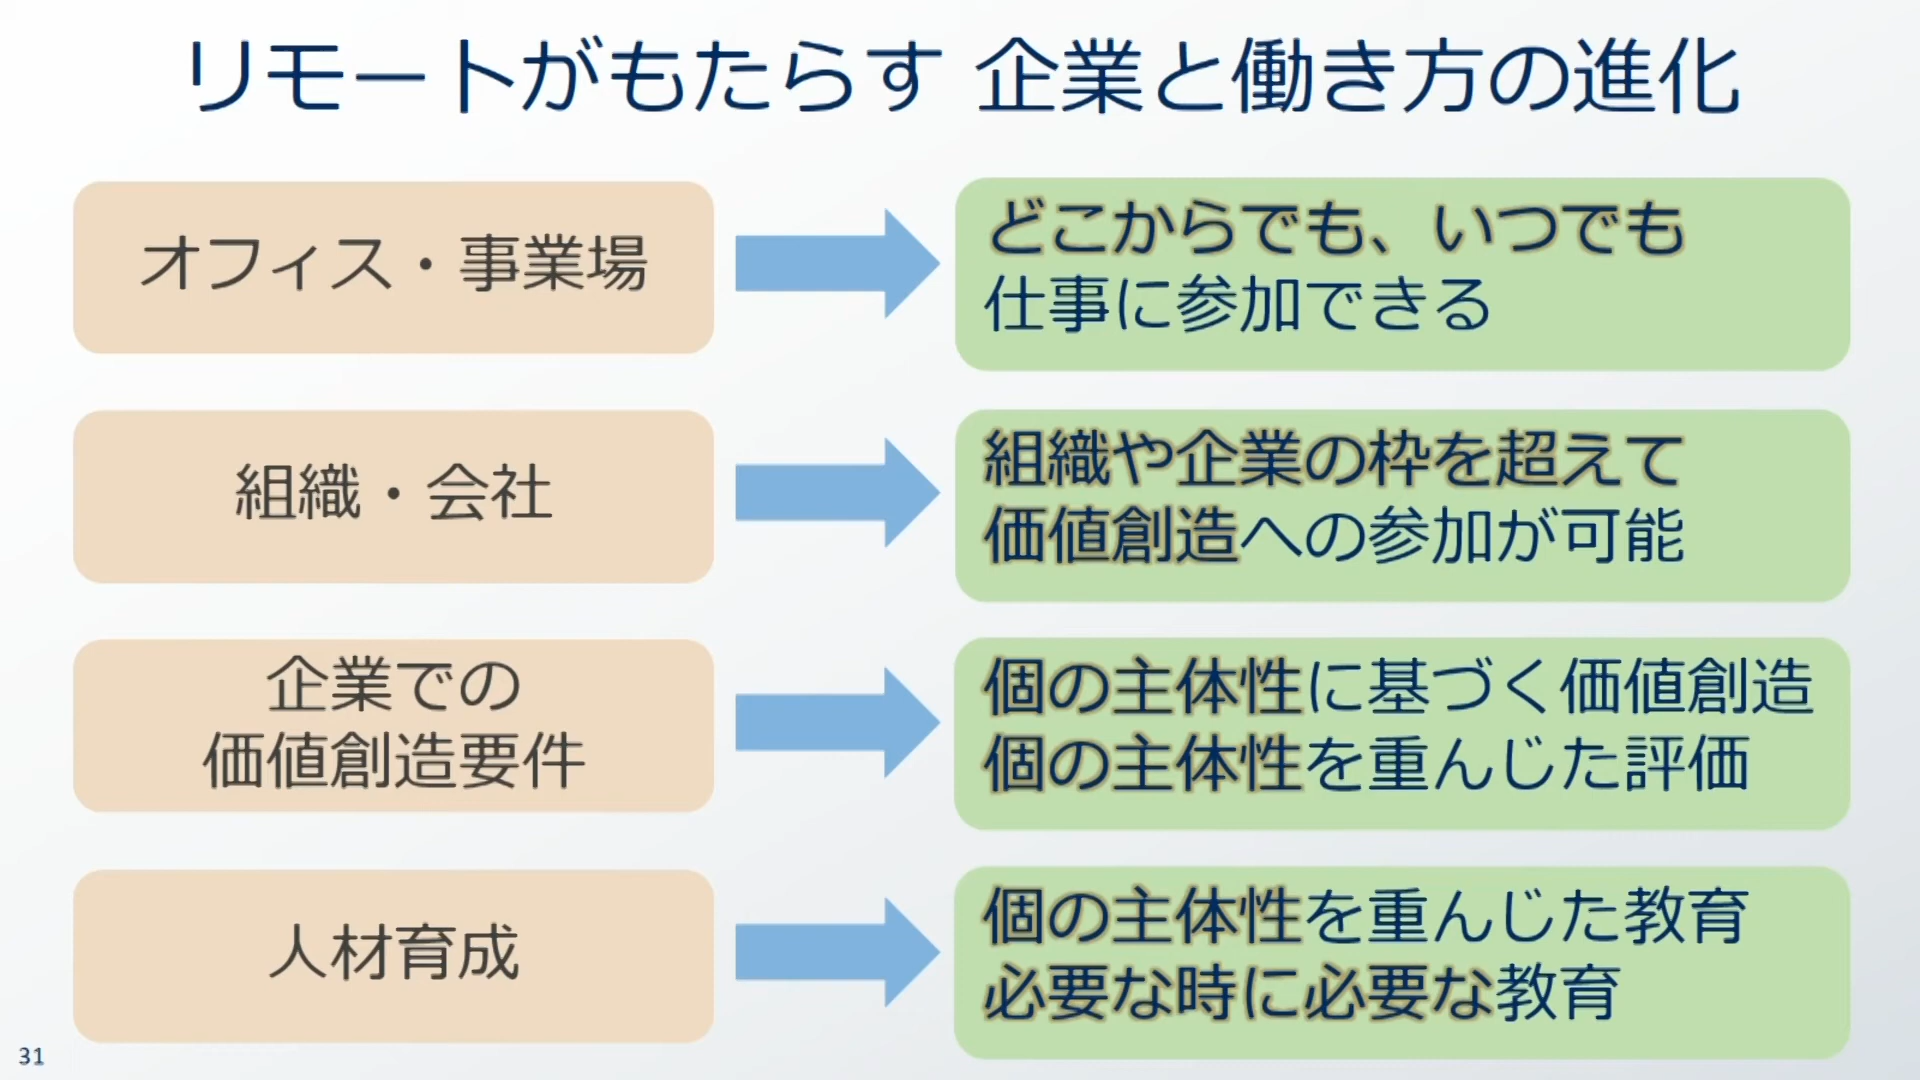 リモートがもたらす 企業と働き方の進化
オフィス・事業場
どこからでも、いつでも
仕事に参加できる
組織・会社
組織や企業の枠を超えて
価値創造への参加が可能
企業での
価値創造要件
個の主体性に基づく価値創造
個の主体性を重んじた評価
人材育成
個の主体性を重んじた教育
必要な時に必要な教育
31